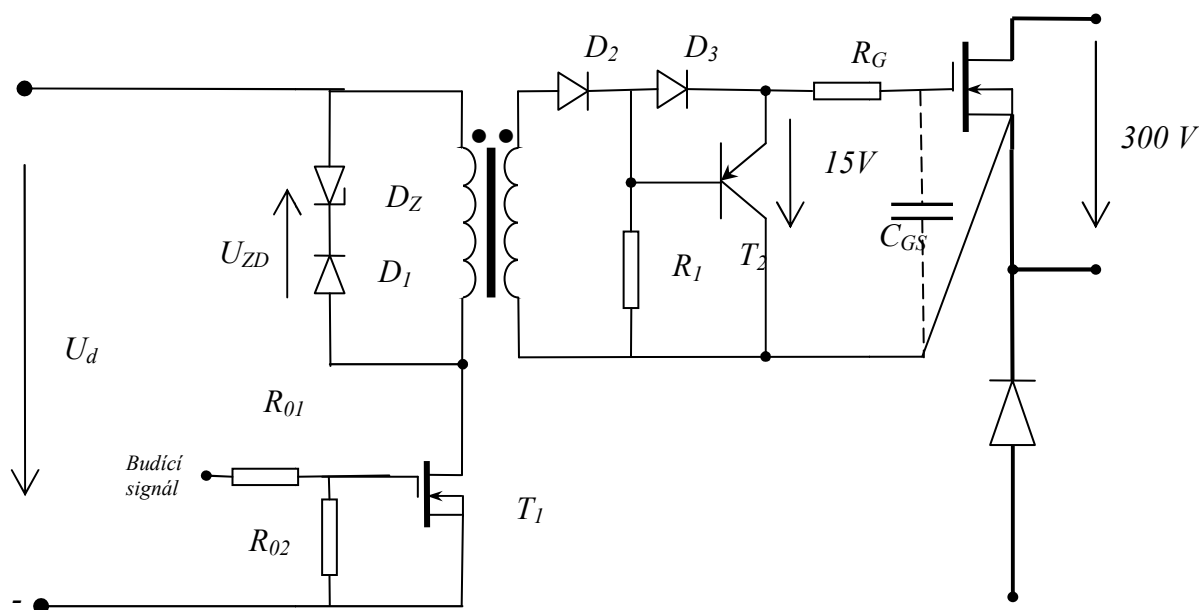 D2
D3
RG
300 V
15V
DZ
UZD
D1
CGS
R1
T2
Ud
R01
Budící
signál
T1
R02
-